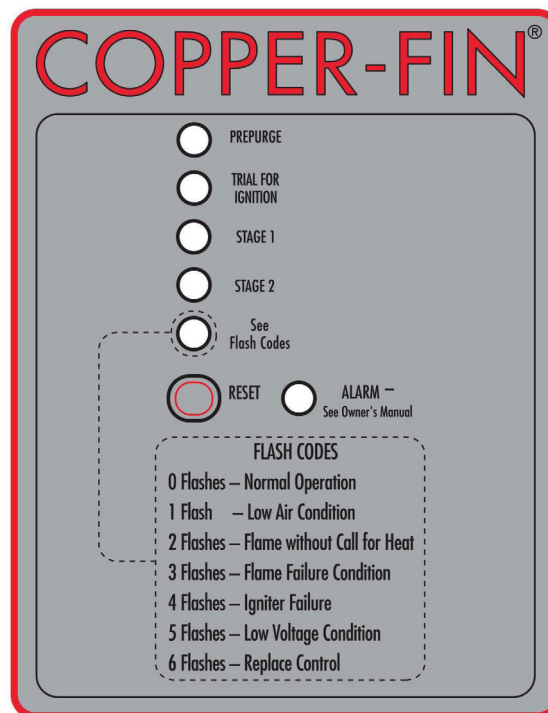 COPPER-FIN®
PREPURGE
TRIAL FOR
IGNITION
STAGE 1
STAGE 2
See
Flash Codes
RESET
ALARM –
See Owner's Manual
FLASH CODES
0 Flashes – Normal Operation
1 Flash – Low Air Condition
2 Flashes – Flame without Call for Heat
3 Flashes – Flame Failure Condition
4 Flashes – Igniter Failure
5 Flashes – Low Voltage Condition
6 Flashes – Replace Control